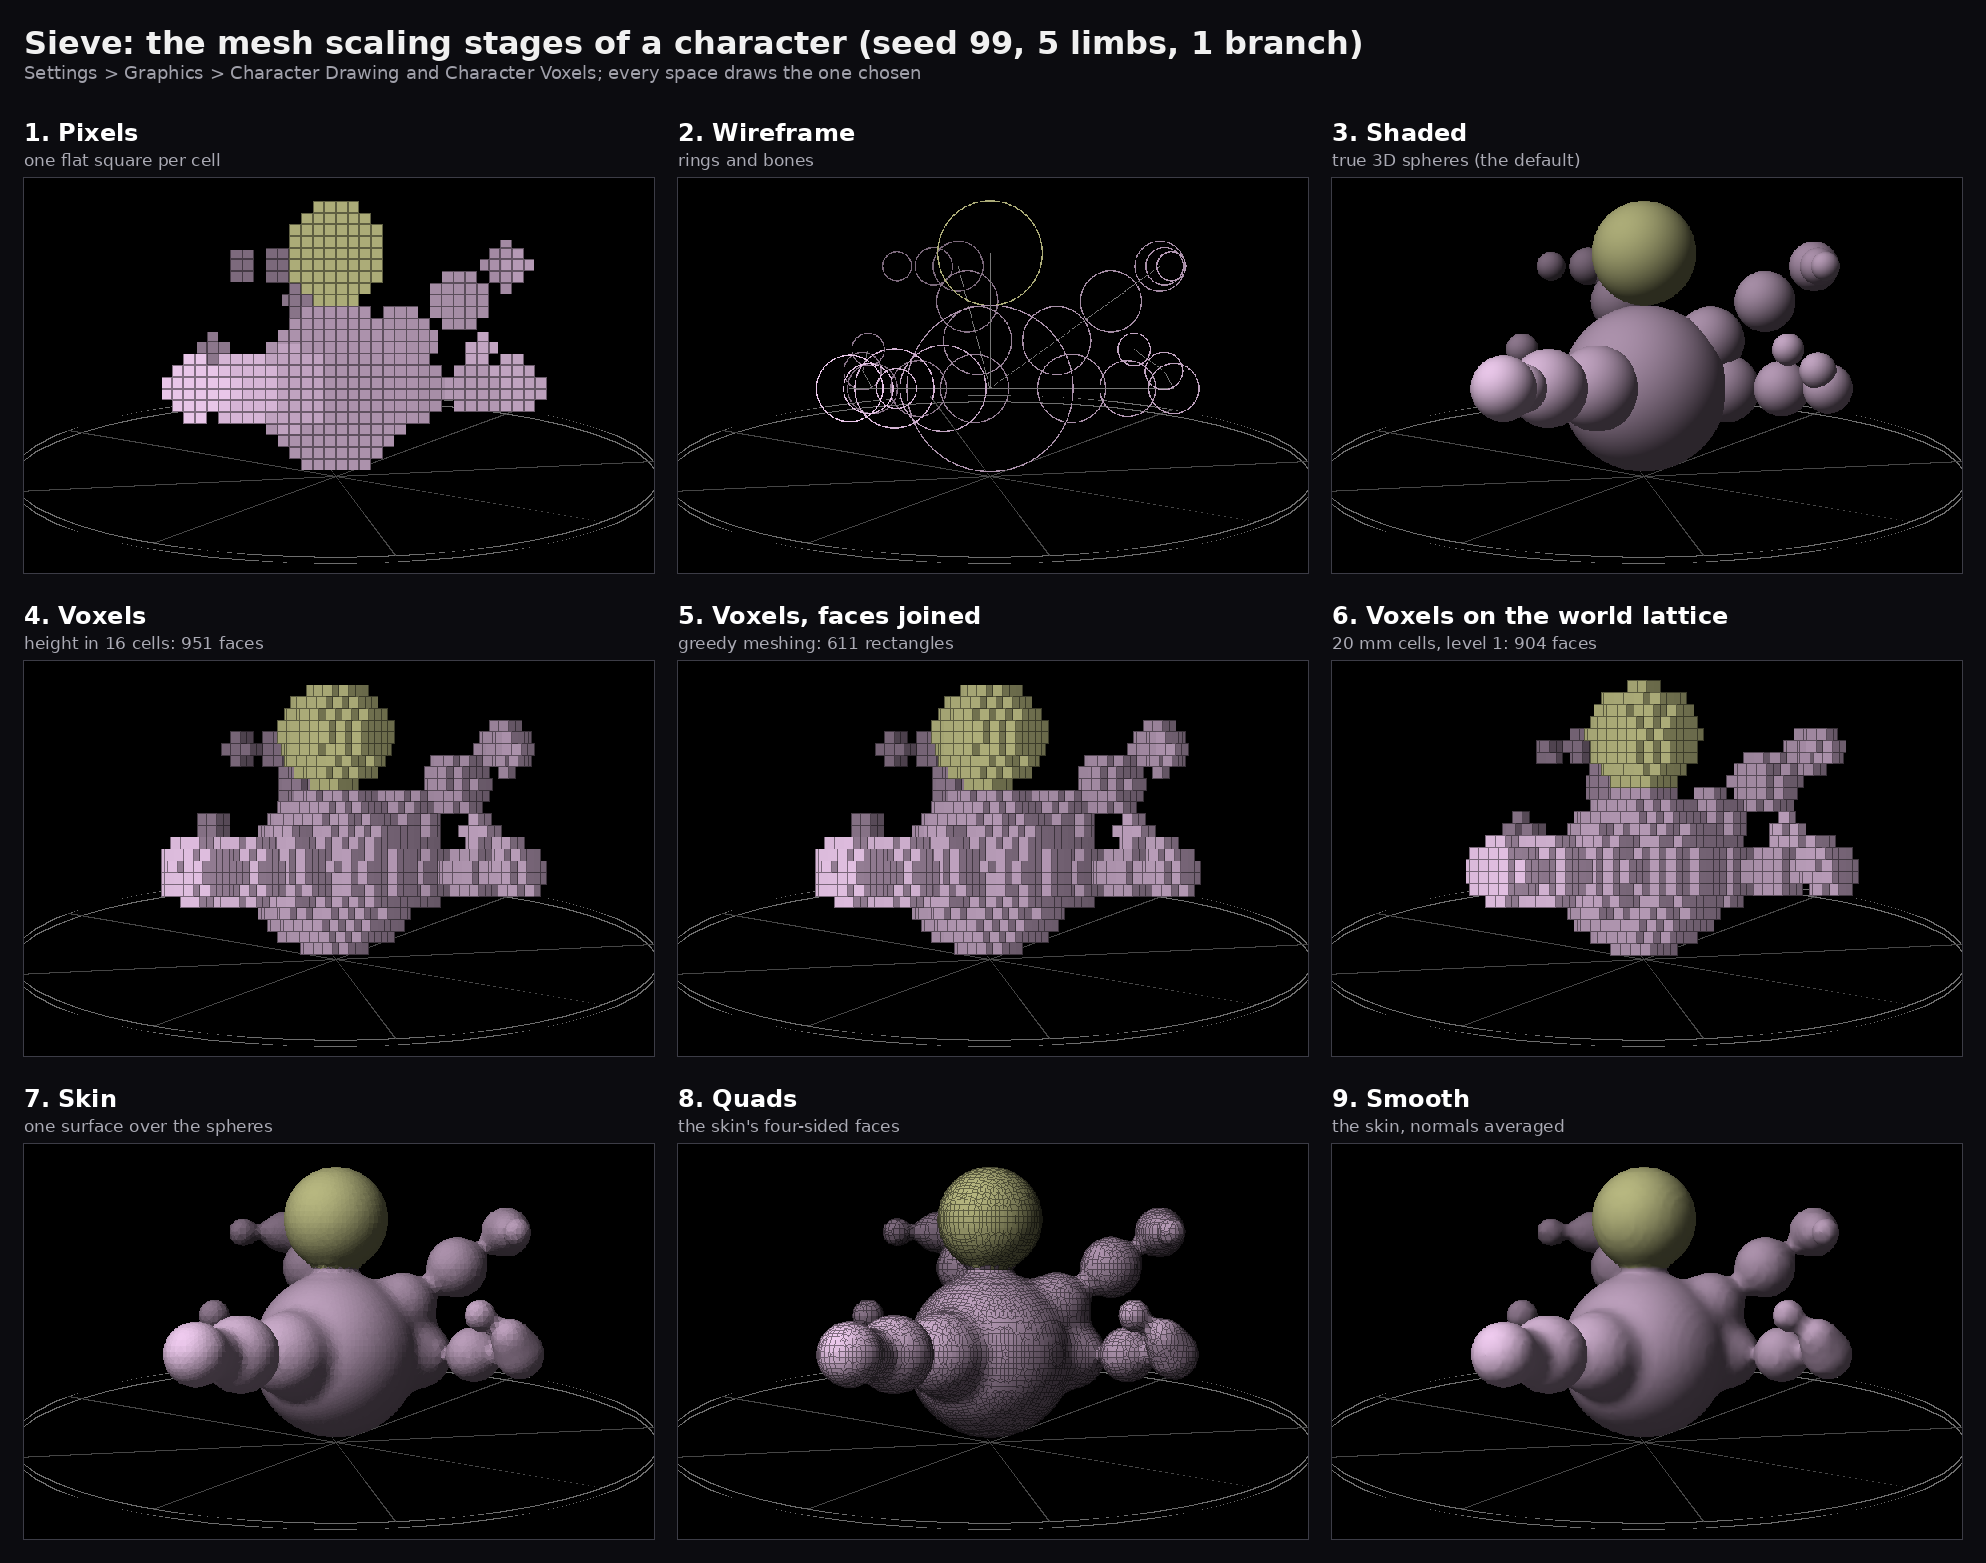 Sieve: the mesh scaling stages of a character (seed 99, 5 limbs, 1 branch)
Settings > Graphics > Character Drawing and Character Voxels; every space draws the one chosen
1. Pixels
one flat square per cell
2. Wireframe
rings and bones
3. Shaded
true 3D spheres (the default)
4. Voxels
height in 16 cells: 951 faces
5. Voxels, faces joined
greedy meshing: 611 rectangles
6. Voxels on the world lattice
20 mm cells, level 1: 904 faces
7. Skin
one surface over the spheres
8. Quads
the skin's four-sided faces
9. Smooth
the skin, normals averaged